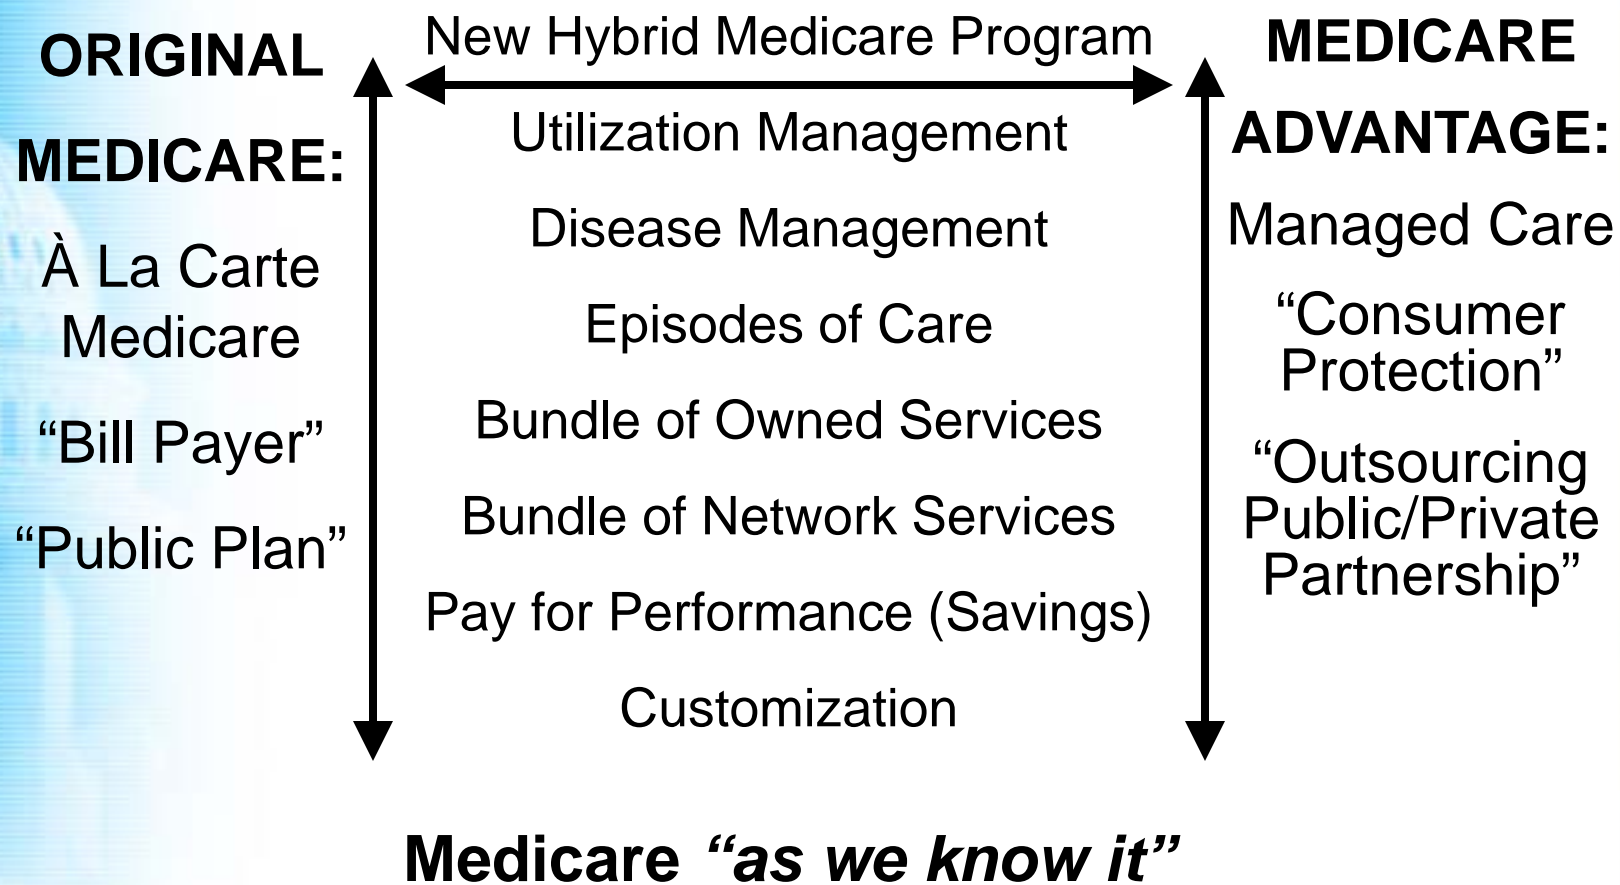 ORIGINAL
MEDICARE:
À La Carte
Medicare
“Bill Payer”
“Public Plan”
New Hybrid Medicare Program
Utilization Management
Disease Management
Episodes of Care
Bundle of Owned Services
Bundle of Network Services
Pay for Performance (Savings)
Customization
MEDICARE
ADVANTAGE:
Managed Care
“Consumer
Protection”
“Outsourcing
Public/Private
Partnership”
Medicare “as we know it”